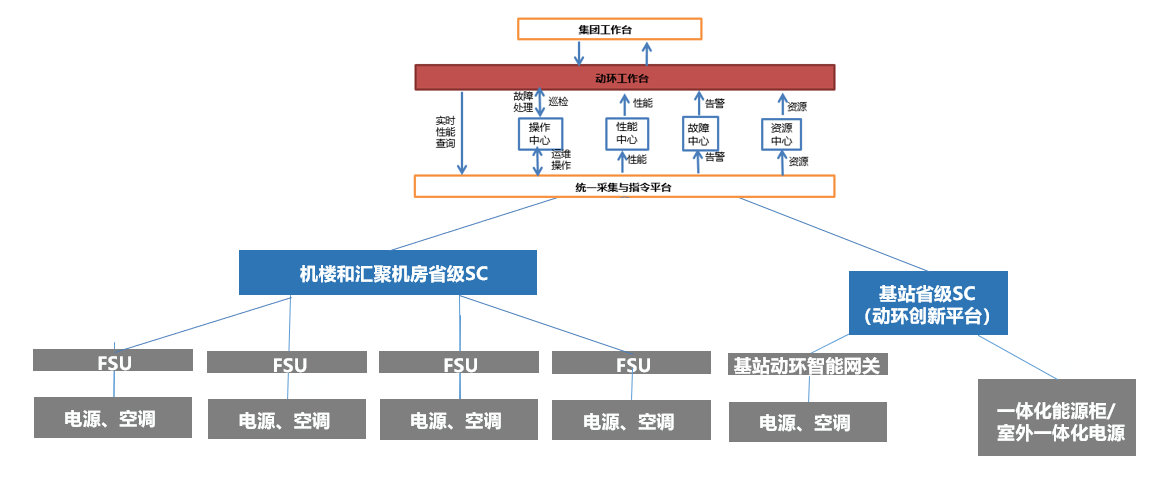 集团工作台
动环工作台
故障
处理
巡检
性能
告警
资源
实时
性能
查询
操作
中心
性能
中心
故障
中心
资源
中心
运维
操作
性能
告警
资源
统一采集与指令平台
机楼和汇聚机房省级SC
基站省级SC
（动环创新平台）
FSU
FSU
FSU
FSU
基站动环智能网关
电源、空调
电源、空调
电源、空调
电源、空调
电源、空调
一体化能源柜/
室外一体化电源